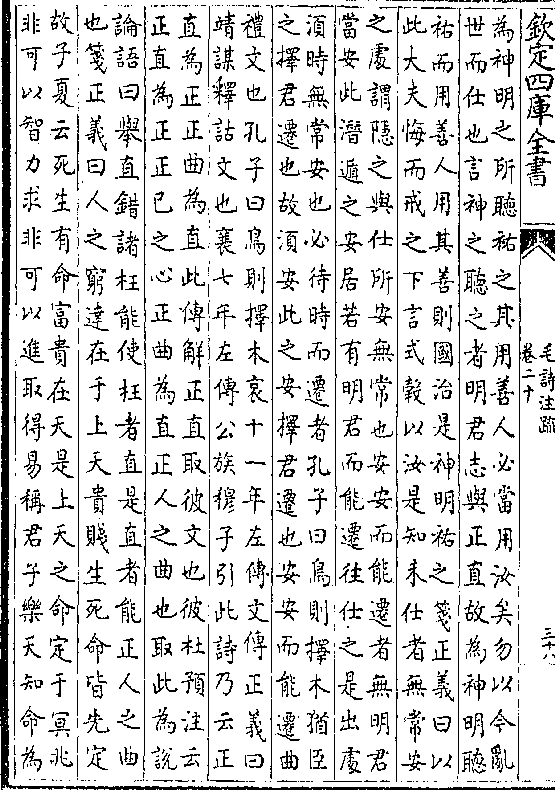 欽定四庫全書
毛詩注疏
卷二十
三十八
為神明之所聽祐之其用善人必當用汝矣勿以今亂
世而仕也言神之聽之者明君志與正直故為神明聽
祐而用善人用其善則國治是神明祐之箋正義曰以
此大夫悔而戒之下言式穀以汝是知未仕者無常安
之處謂隱之與仕所安無常也安安而能遷者無明君
當安此潛遁之安居若有明君而能遷往仕之是出處
須時無常安也必待時而遷者孔子曰鳥則擇木猶臣
之擇君遷也故須安此之安擇君遷也安安而能遷曲
禮文也孔子曰鳥則擇木哀十一年左傳文傳正義曰
靖謀釋詁文也襄七年左傳公族穆子引此詩乃云正
直為正正曲為直此傳解正直取彼文也彼杜預注云
正直為正正已之心正曲為直正人之曲也取此為說
論語曰舉直錯諸枉能使枉者直是直者能正人之曲
也箋正義曰人之窮達在于上天貴賤生死命皆先定
故子夏云死生有命富貴在天是上天之命定于冥兆
非可以智力求非可以進取得易稱君子樂天知命為